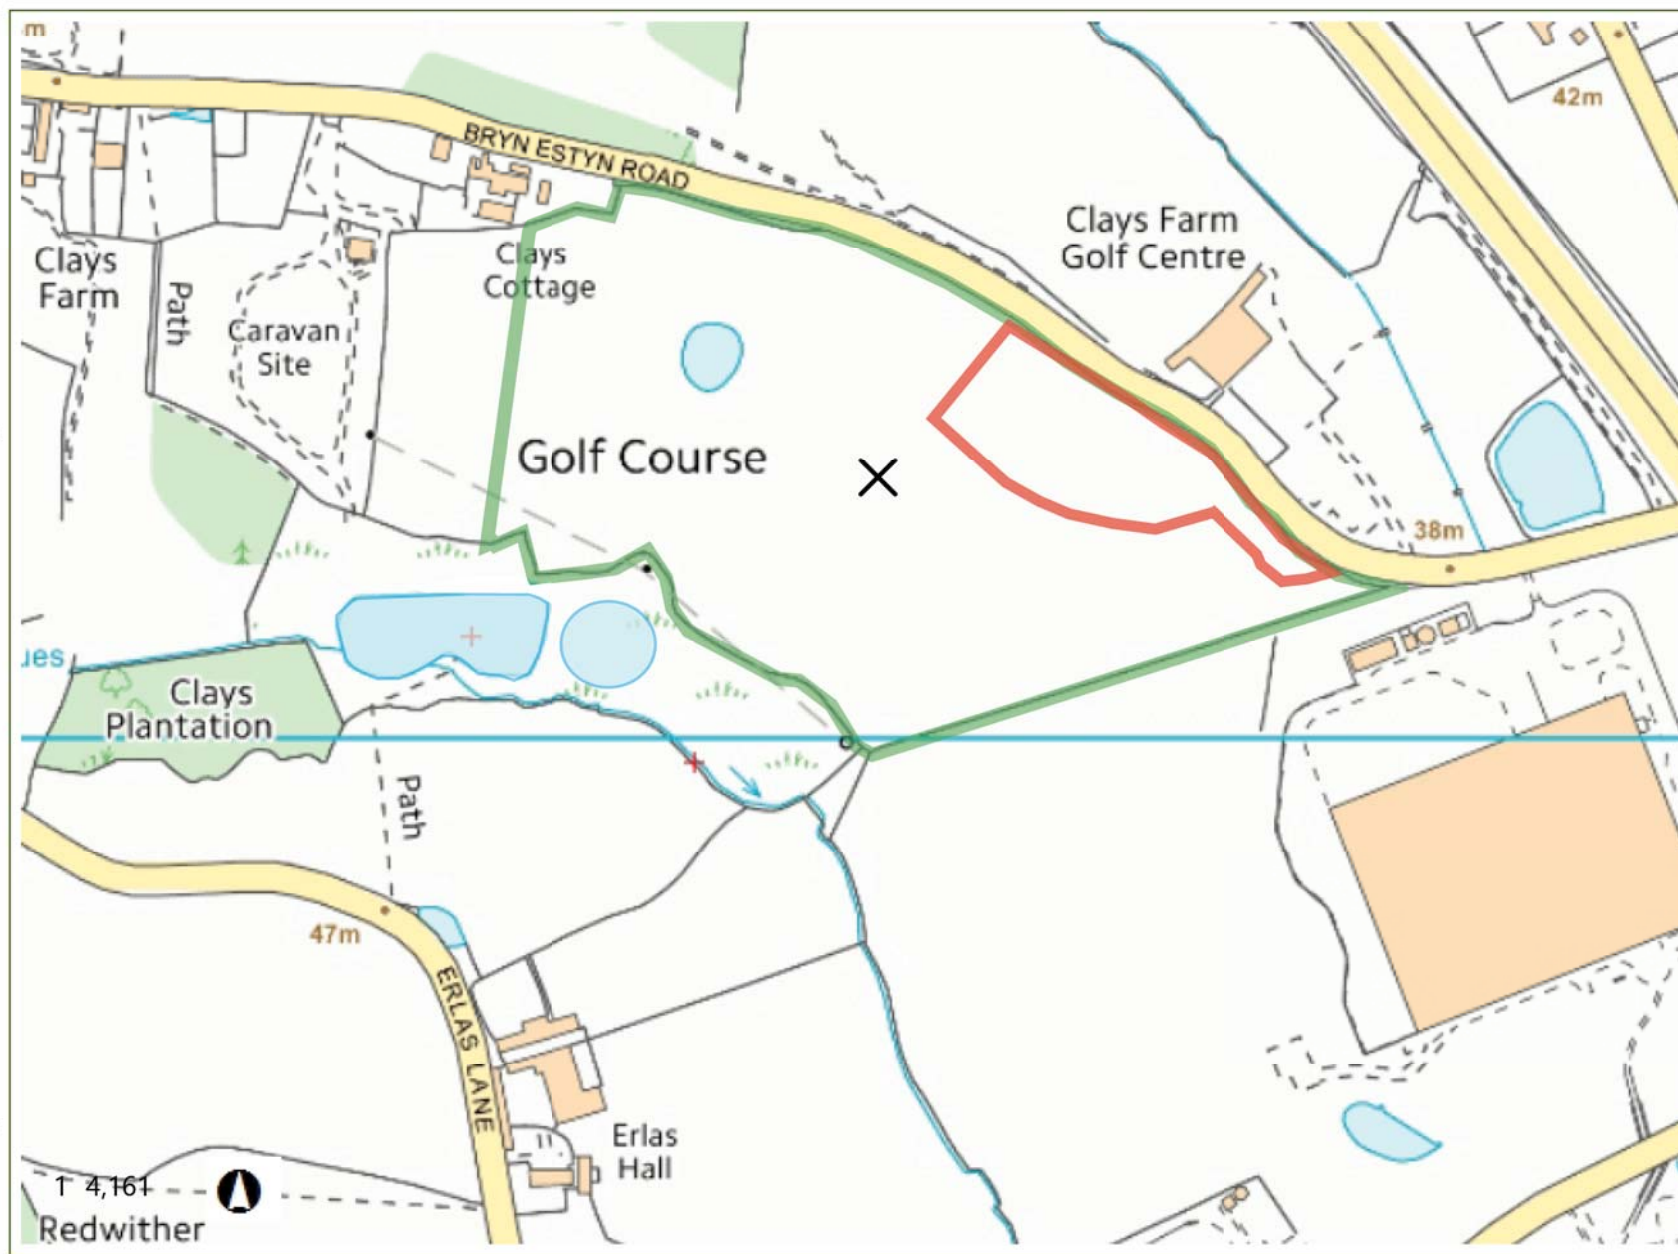 m
42m
BRYN ESTYN ROAD
Clays Farm
Golf Centre
Clays
Farm
Path
Clays
Cottage
Caravan
Site
Golf Course
38m
ues
Clays
Plantation
Path
47m
ERLAS LANE
Erlas
Hall
1 4,161
Redwither